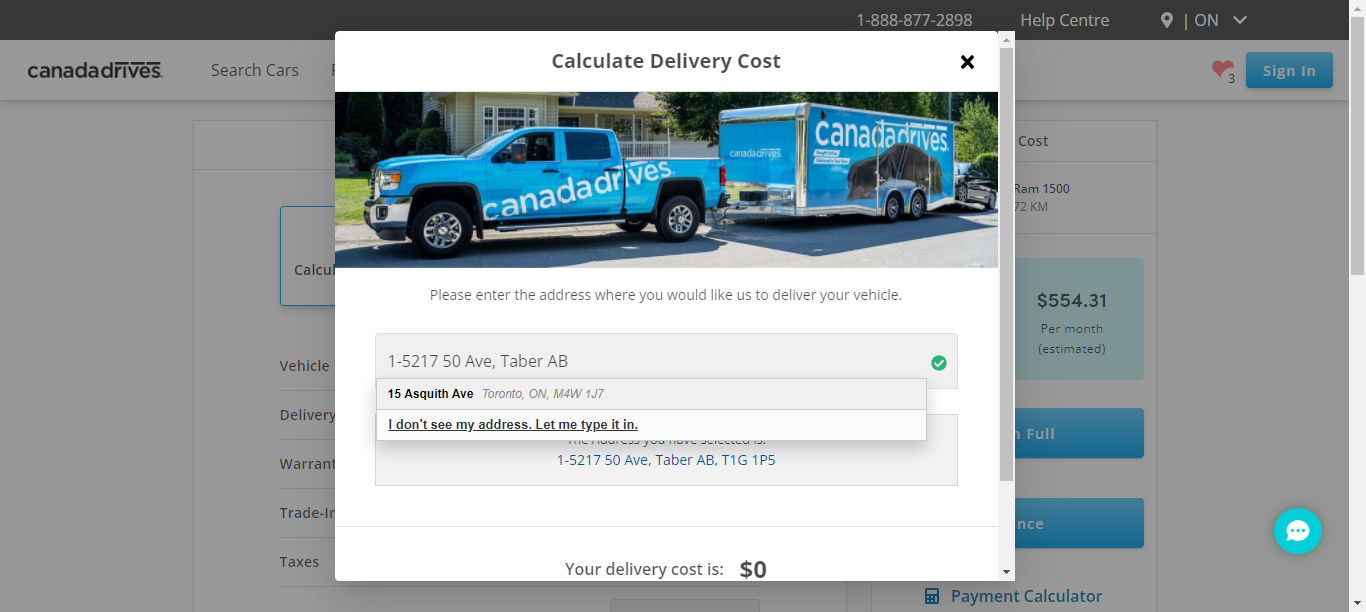 1-888-877-2898 Help Centre | ON
canadadrives. Search Cars 3 Sign In
Calculate Delivery Cost
canadadrives.
canadadrives
canadadrives.
Please enter the address where you would like us to deliver your vehicle.
1-5217 50 Ave, Taber AB
15 Asquith Ave Toronto, ON, M4W 1J7
I don't see my address. Let me type it in.
The Address you have selected is:
1-5217 50 Ave, Taber AB, T1G 1P5
Your delivery cost is: $0
Calcul
Vehicle
Delivery
Warrant
Trade-In
Taxes
Cost
Ram 1500
72 KM
$554.31
Per month
(estimated)
n Full
nce
Payment Calculator